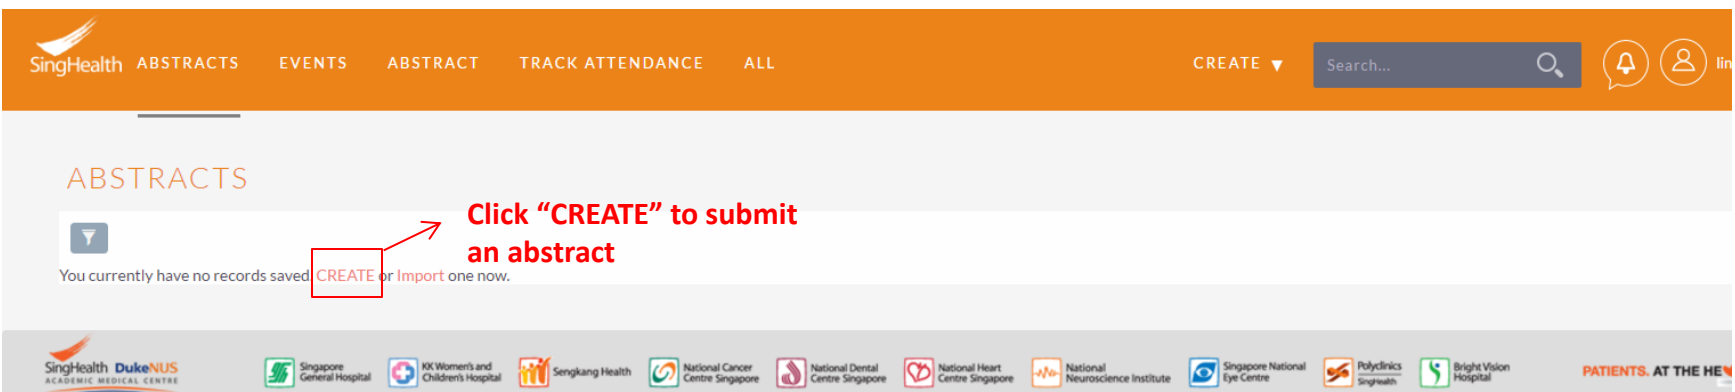 SingHealth ABSTRACTS EVENTS ABSTRACT TRACK ATTENDANCE ALL CREATE ▼ Search... lin
ABSTRACTS
Click “CREATE” to submit
an abstract
You currently have no records saved. CREATE or Import one now.
SingHealth DukeNUS
ACADEMIC MEDICAL CENTRE
Singapore
General Hospital
KK Women's and
Children's Hospital
Sengkang Health
National Cancer
Centre Singapore
National Dental
Centre Singapore
National Heart
Centre Singapore
National
Neuroscience Institute
Singapore National
Eye Centre
Polyclinics
SingHealth
Bright Vision
Hospital
PATIENTS. AT THE HE